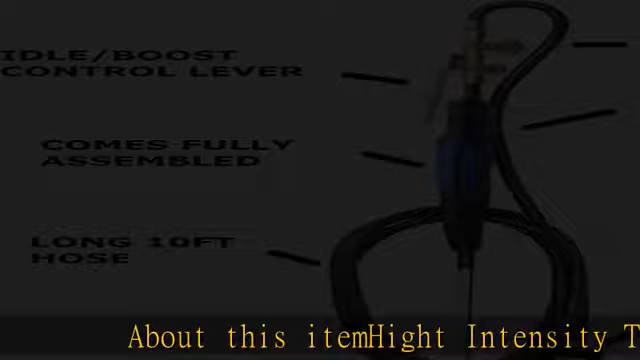 IDLE/BOOST
CONTROL LEVER
COMES FULLY
ASSEMBLED
LONG 10FT
HOSE
About this itemHight Intensity T